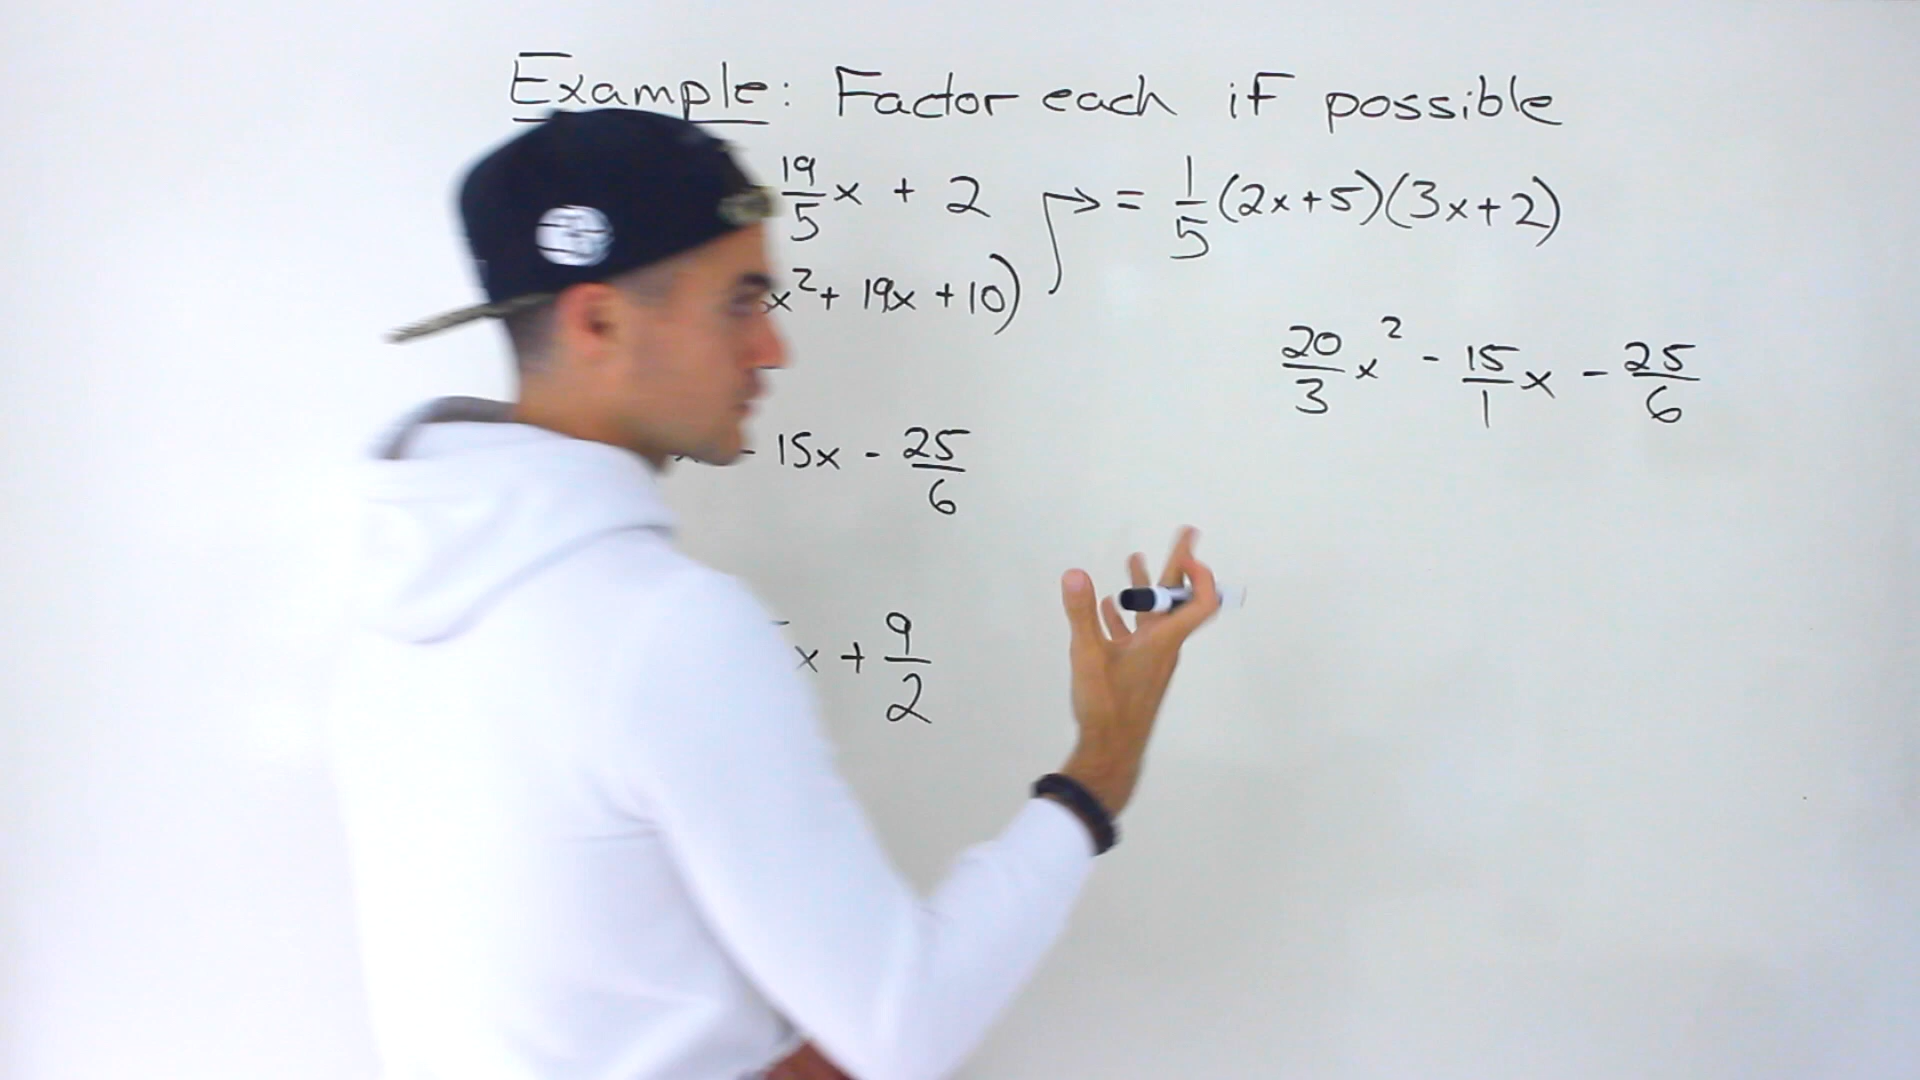 Example: Factor each if possible
19/5 x + 2 → = 1/5 (2x+5)(3x+2)
x² + 19x + 10)
20/3 x² - 15/1 x - 25/6
- 15x - 25/6
x + 9/2